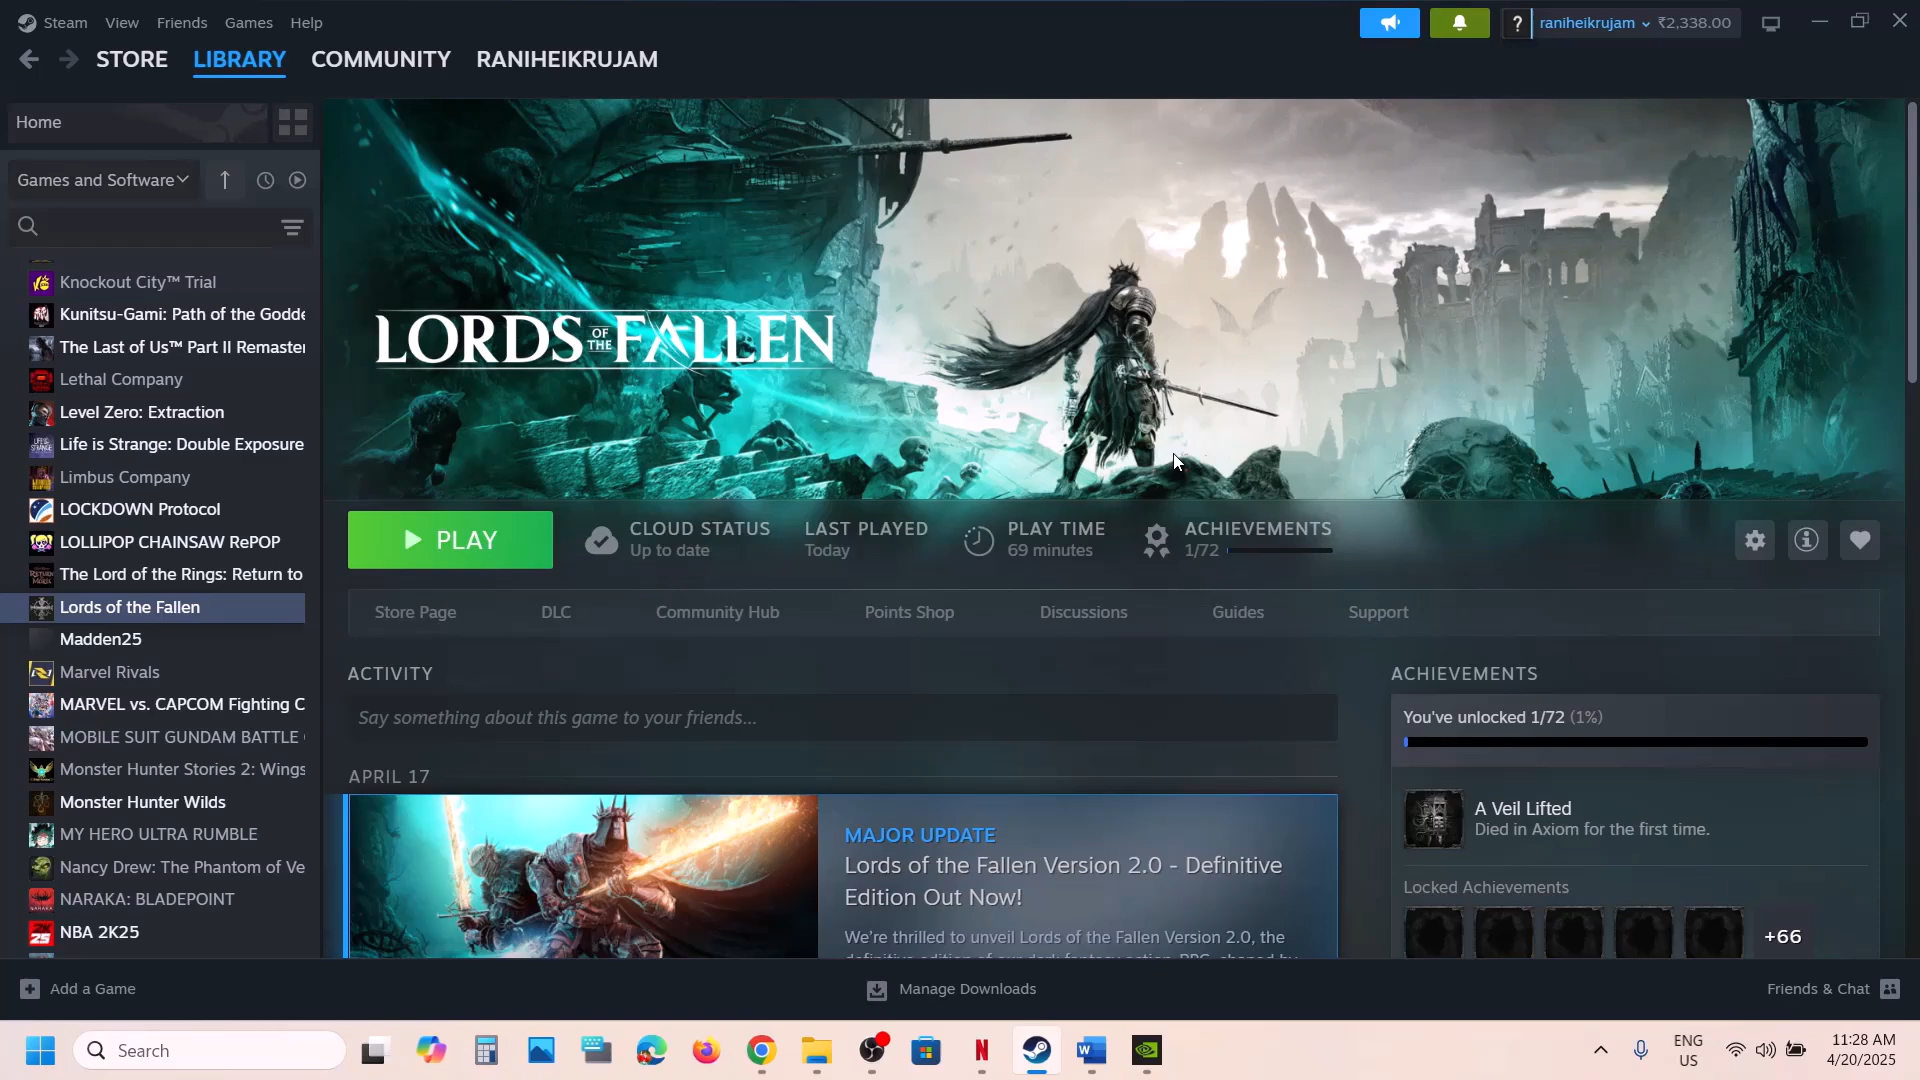 Steam View Friends Games Help
? raniheikrujam ₹2,338.00
STORE LIBRARY COMMUNITY RANIHEIKRUJAM
Home
Games and Software
Knockout City™ Trial
Kunitsu-Gami: Path of the Godde
The Last of Us™ Part II Remaster
Lethal Company
Level Zero: Extraction
Life is Strange: Double Exposure
Limbus Company
LOCKDOWN Protocol
LOLLIPOP CHAINSAW RePOP
The Lord of the Rings: Return to
Lords of the Fallen
Madden25
Marvel Rivals
MARVEL vs. CAPCOM Fighting C
MOBILE SUIT GUNDAM BATTLE
Monster Hunter Stories 2: Wings
Monster Hunter Wilds
MY HERO ULTRA RUMBLE
Nancy Drew: The Phantom of Ve
NARAKA: BLADEPOINT
NBA 2K25
LORDS OF THE FALLEN
PLAY
CLOUD STATUS
Up to date
LAST PLAYED
Today
PLAY TIME
69 minutes
ACHIEVEMENTS
1/72
Store Page DLC Community Hub Points Shop Discussions Guides Support
ACTIVITY
Say something about this game to your friends...
APRIL 17
MAJOR UPDATE
Lords of the Fallen Version 2.0 - Definitive
Edition Out Now!
We're thrilled to unveil Lords of the Fallen Version 2.0, the
definitive edition of our dark fantasy action-RPG, shaped by
ACHIEVEMENTS
You've unlocked 1/72 (1%)
A Veil Lifted
Died in Axiom for the first time.
Locked Achievements
+66
Add a Game
Manage Downloads
Friends & Chat
Search
ENG
US
11:28 AM
4/20/2025